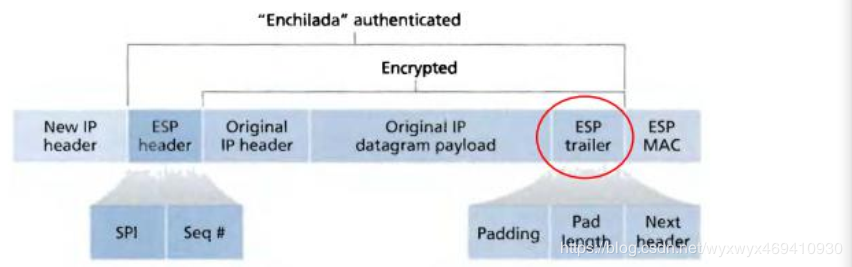 "Enchilada" authenticated
Encrypted
New IP
header
ESP
header
Original
IP header
Original IP
datagram payload
ESP
trailer
ESP
MAC
SPI
Seq #
Padding
Pad
length
Next
header
https://blog.csdn.net/wyxwyx469410930